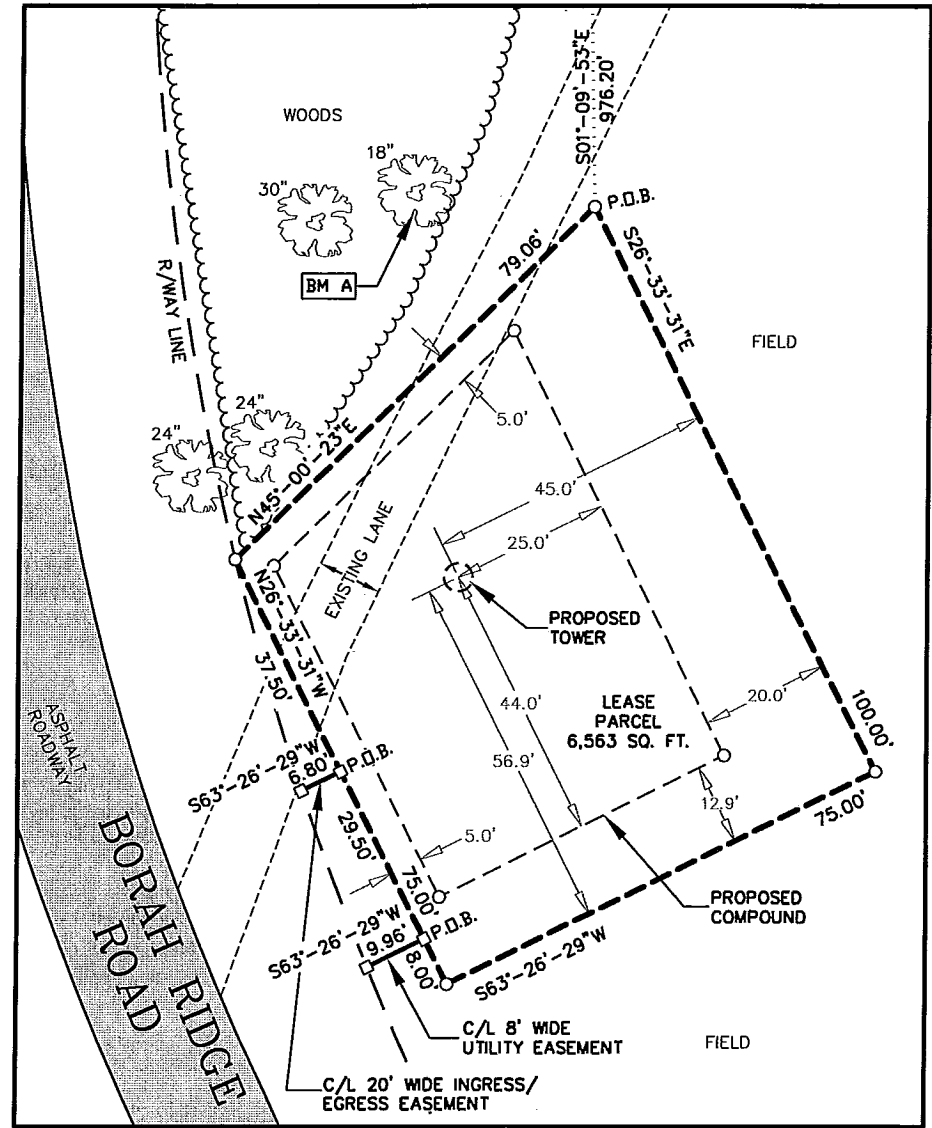 S01°-09'-53"E
976.20'
WOODS
18"
30"
P.O.B.
79.06'
R/WAY LINE
BM A
S26°-33'-31"E
FIELD
24"
24"
5.0'
N45°-00'-23"E
45.0'
25.0'
EXISTING LANE
N26°-33'-31"W
37.50'
PROPOSED
TOWER
44.0'
LEASE
PARCEL
6,563 SQ. FT.
20.0'
100.00'
ASPHALT
ROADWAY
56.9'
S63°-26'-29"W
6.80'
P.O.B.
12.9'
75.00'
29.50'
5.0'
75.00'
BORAH RIDGE
ROAD
PROPOSED
COMPOUND
S63°-26'-29"W
9.96'
P.O.B.
8.00'
S63°-26'-29"W
C/L 8' WIDE
UTILITY EASEMENT
FIELD
C/L 20' WIDE INGRESS/
EGRESS EASEMENT